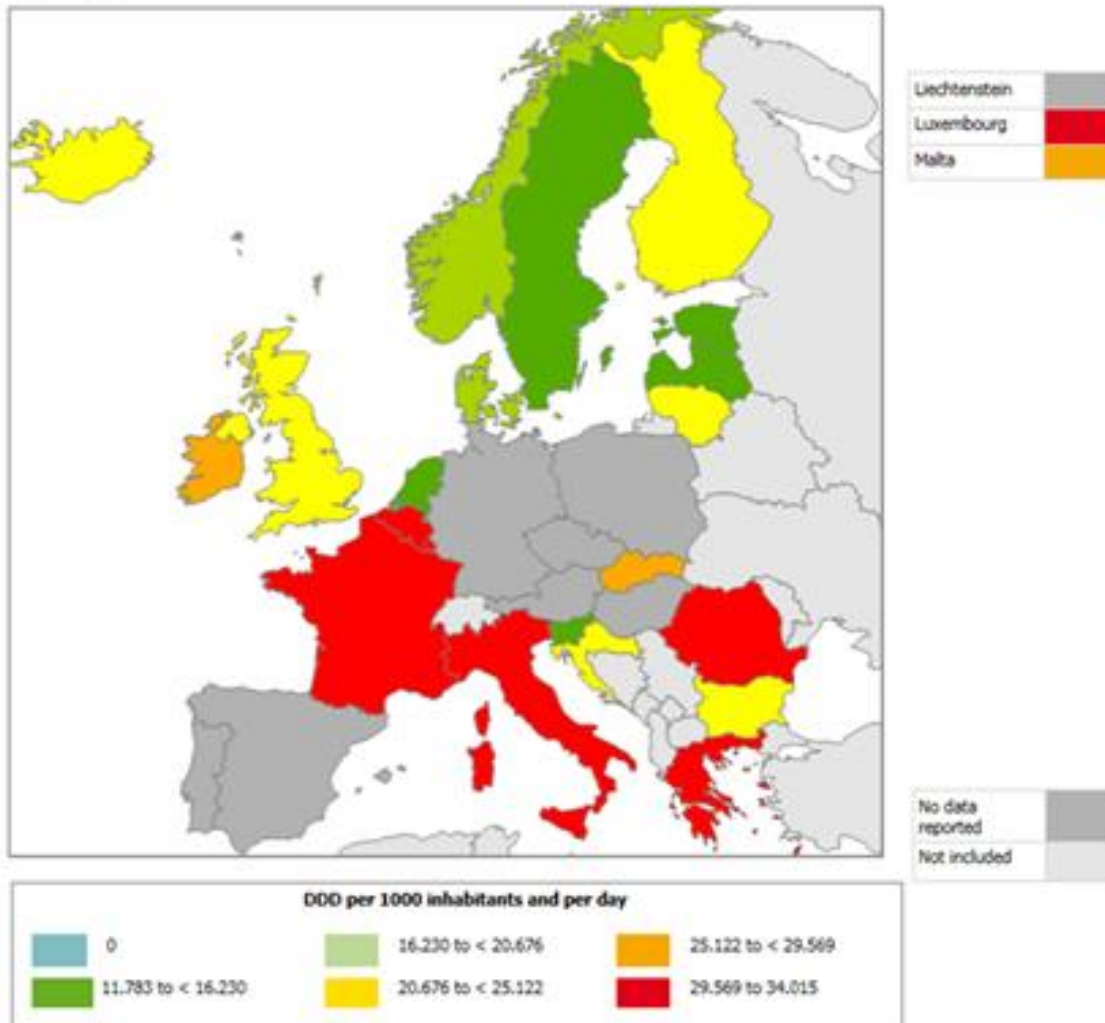 Liechtenstein
Luxembourg
Malta
No data
reported
Not included
DDD per 1000 inhabitants and per day
0
16.230 to < 20.676
25.122 to < 29.569
11.783 to < 16.230
20.676 to < 25.122
29.569 to 34.015